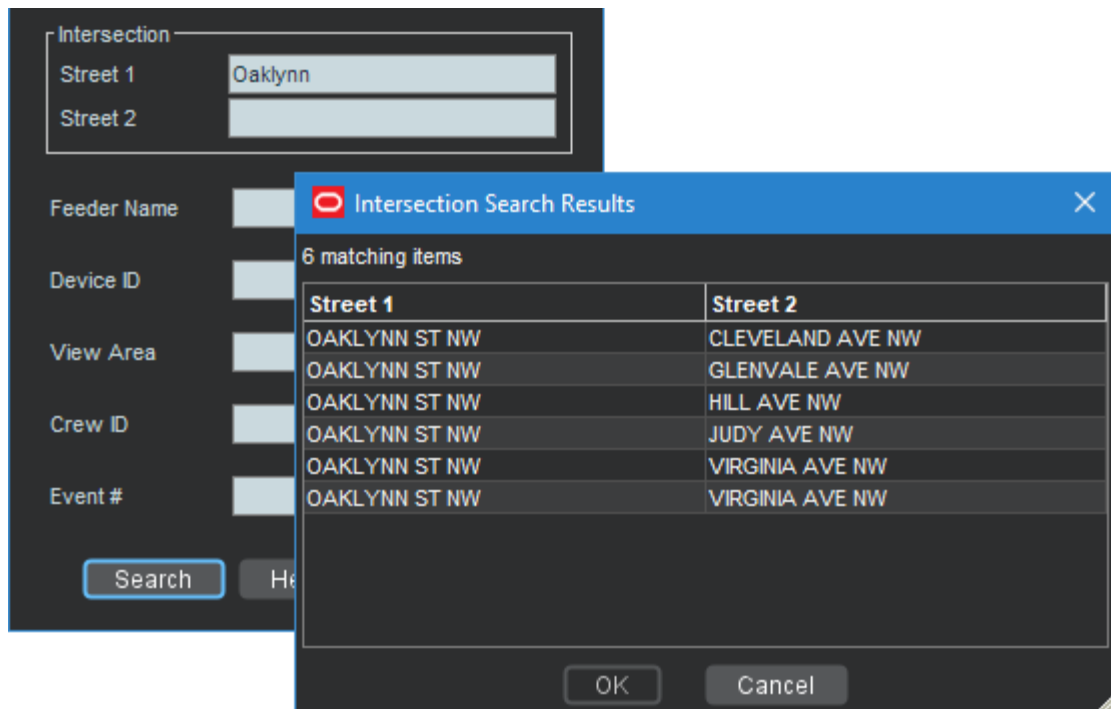 Intersection
Street 1 Oaklynn
Street 2
Feeder Name
Device ID
View Area
Crew ID
Event #
Search
Intersection Search Results
6 matching items
Street 1 Street 2
OAKLYNN ST NW CLEVELAND AVE NW
OAKLYNN ST NW GLENVALE AVE NW
OAKLYNN ST NW HILL AVE NW
OAKLYNN ST NW JUDY AVE NW
OAKLYNN ST NW VIRGINIA AVE NW
OAKLYNN ST NW VIRGINIA AVE NW
OK Cancel